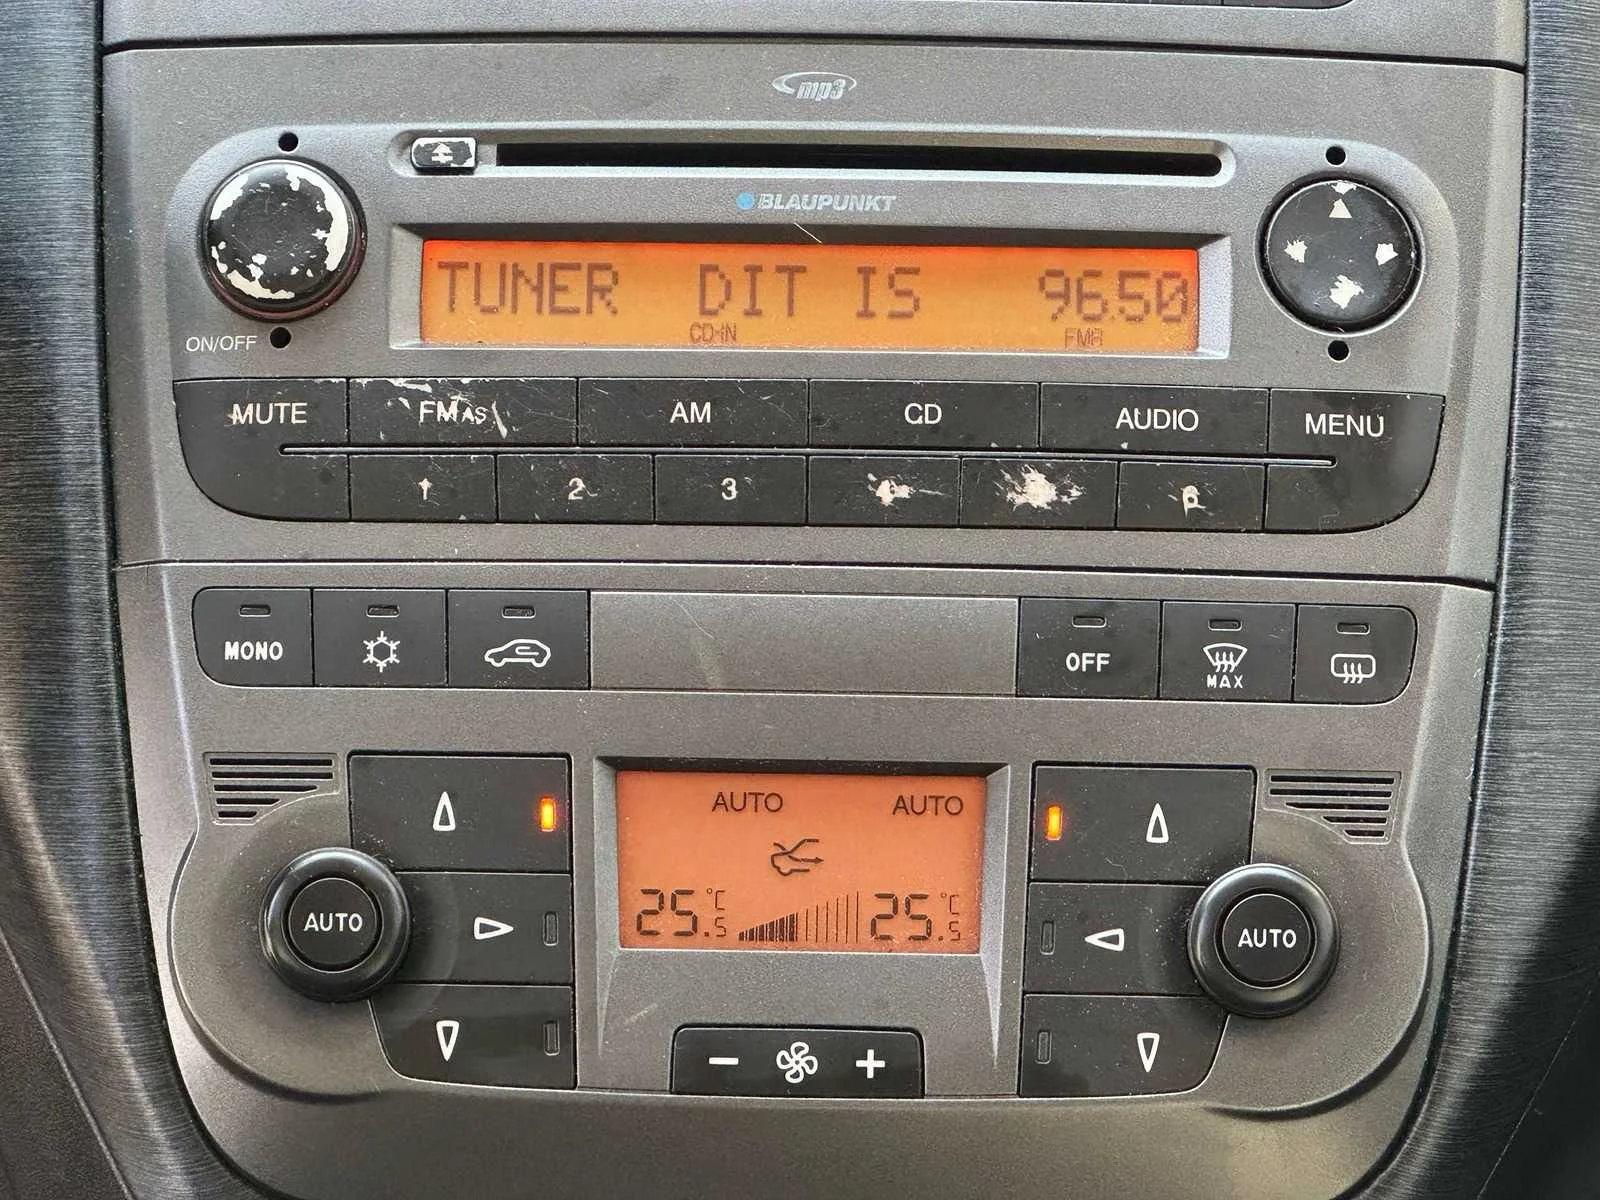 mp3
BLAUPUNKT
TUNER DIT IS 96.50
CD-IN
ON/OFF
MUTE FM AS AM CD AUDIO MENU
1 2 3 6
MONO OFF
MAX
AUTO AUTO
25.5 °C 25.5 °C
AUTO AUTO
- +